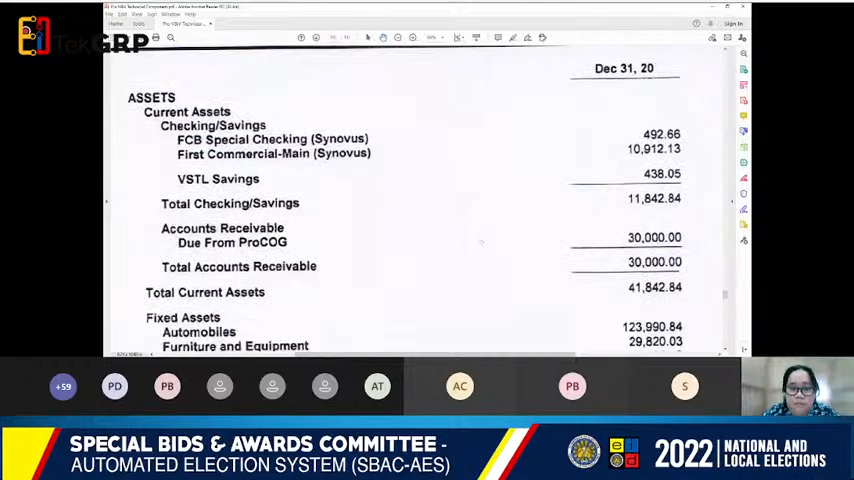 TekGRP
Home Tools
Sign In
Dec 31, 20
ASSETS
Current Assets
Checking/Savings
FCB Special Checking (Synovus) 492.66
First Commercial-Main (Synovus) 10,912.13
VSTL Savings 438.05
Total Checking/Savings 11,842.84
Accounts Receivable
Due From ProCOG 30,000.00
Total Accounts Receivable 30,000.00
Total Current Assets 41,842.84
Fixed Assets
Automobiles 123,990.84
Furniture and Equipment 29,820.03
+59 PD PB AT AC PB S
SPECIAL BIDS & AWARDS COMMITTEE -
AUTOMATED ELECTION SYSTEM (SBAC-AES)
2022 NATIONAL AND
LOCAL ELECTIONS